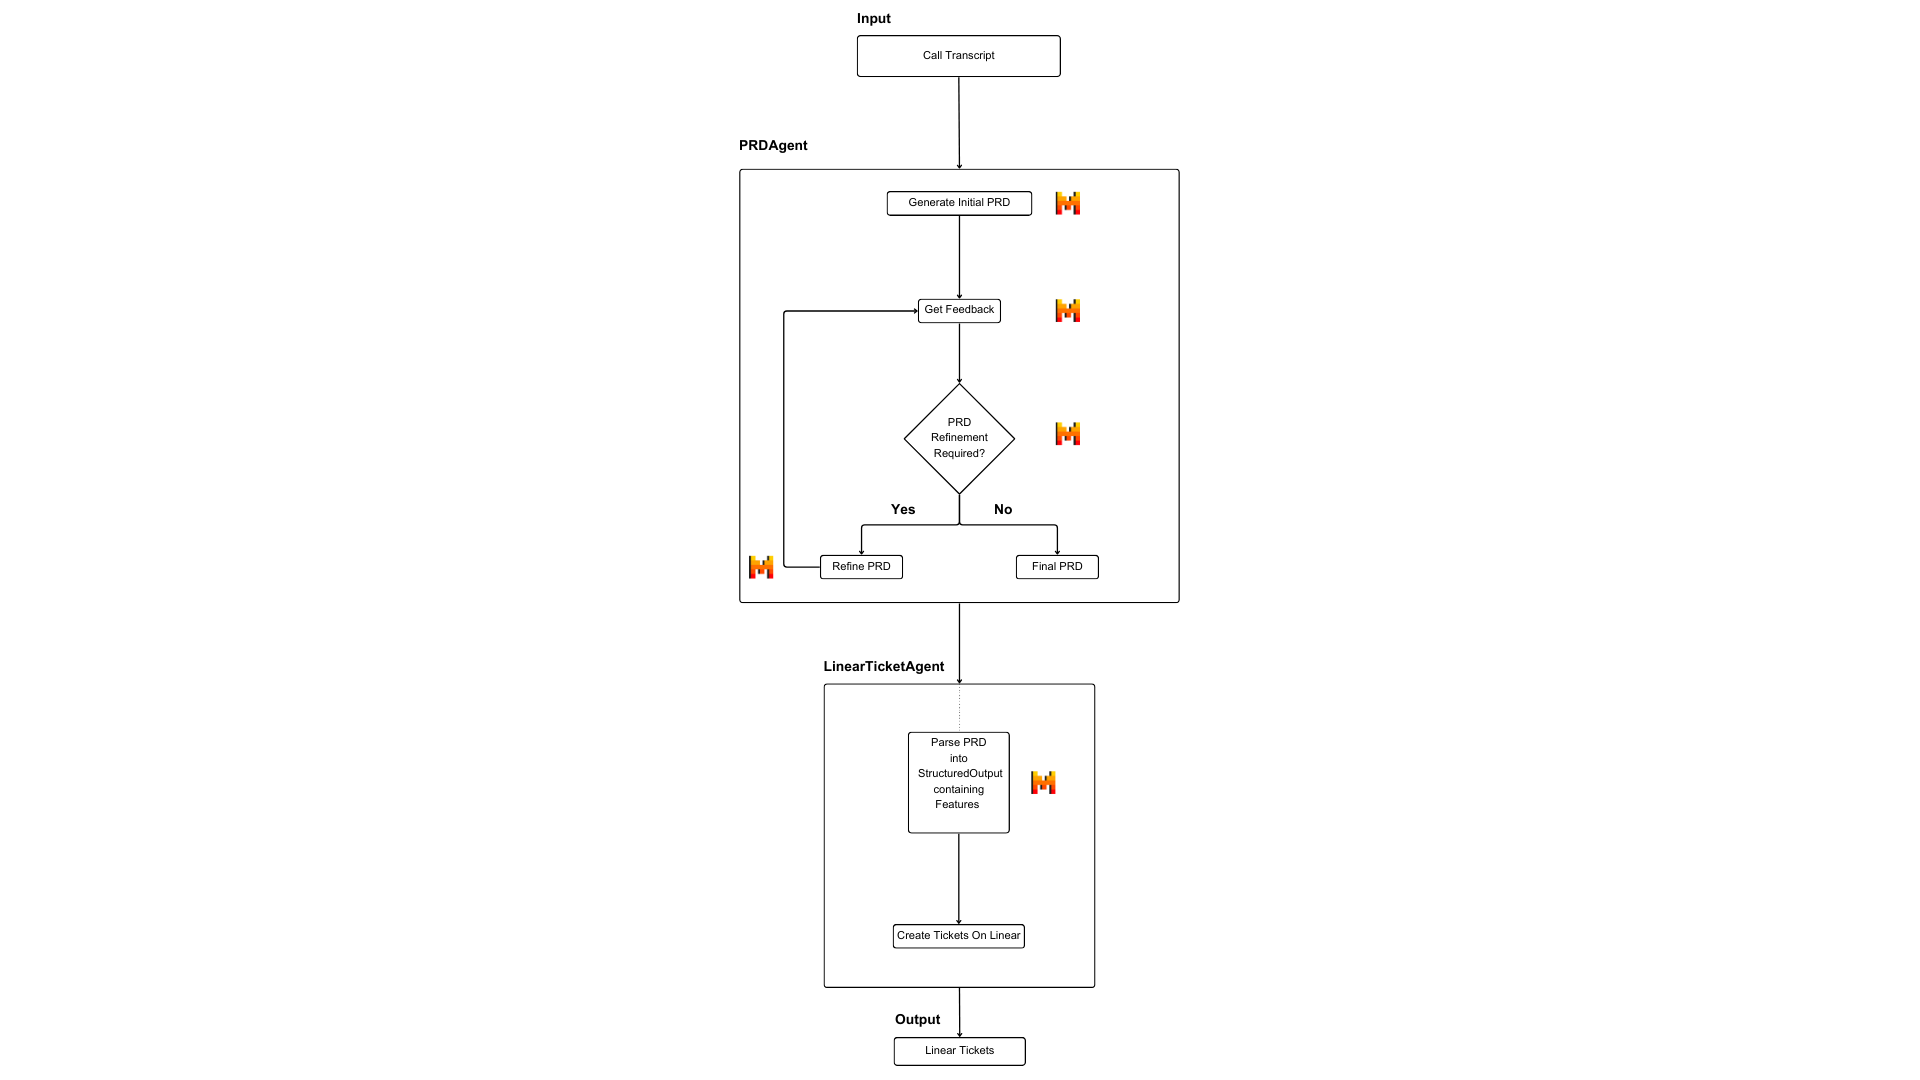 Input
Call Transcript
PRDAgent
Generate Initial PRD
Get Feedback
PRD
Refinement
Required?
Yes
No
Refine PRD
Final PRD
LinearTicketAgent
Parse PRD
into
StructuredOutput
containing
Features
Create Tickets On Linear
Output
Linear Tickets